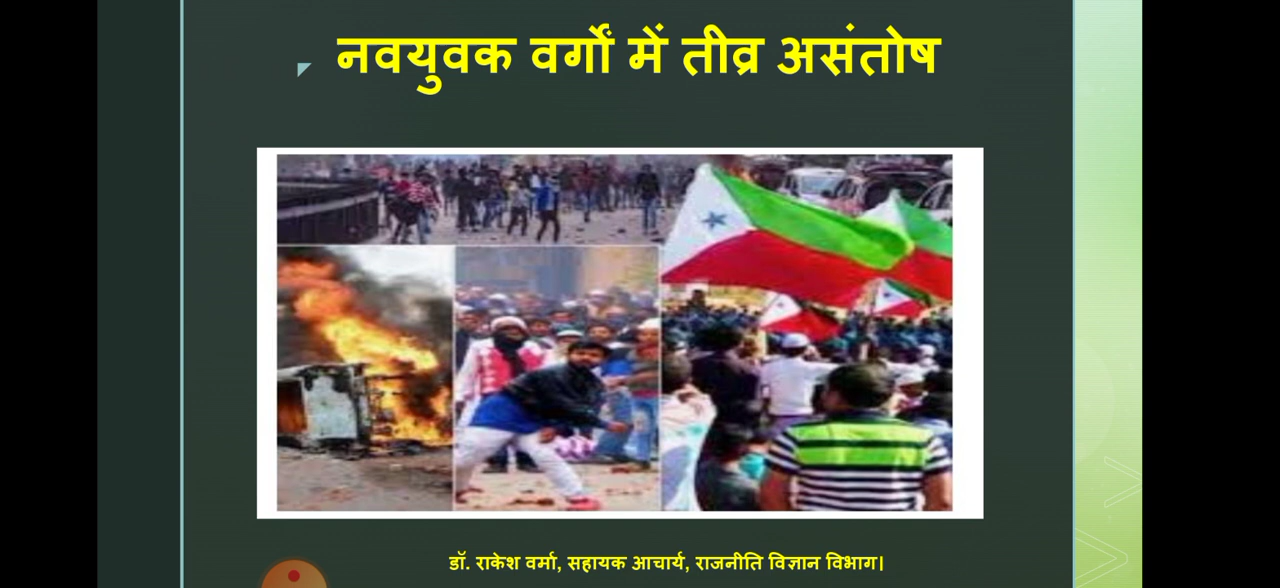 नवयुवक वर्गों में तीव्र असंतोष
डॉ. राकेश वर्मा, सहायक आचार्य, राजनीति विज्ञान विभाग।